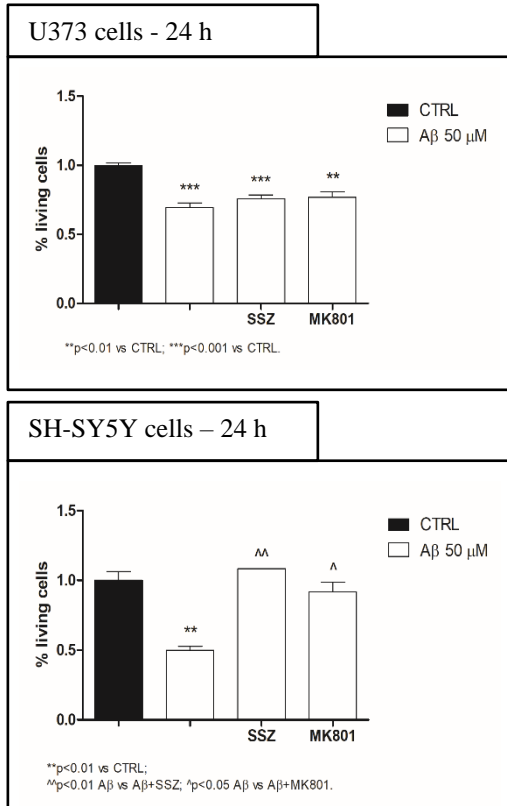 U373 cells - 24 h
1.5
CTRL
Aβ 50 μM
1.0
***
***
**
% living cells
0.5
0.0
SSZ MK801
**p<0.01 vs CTRL; ***p<0.001 vs CTRL.
SH-SY5Y cells – 24 h
1.5
CTRL
Aβ 50 μM
^^
^
1.0
**
% living cells
0.5
0.0
SSZ MK801
**p<0.01 vs CTRL;
^^p<0.01 Aβ vs Aβ+SSZ; ^p<0.05 Aβ vs Aβ+MK801.